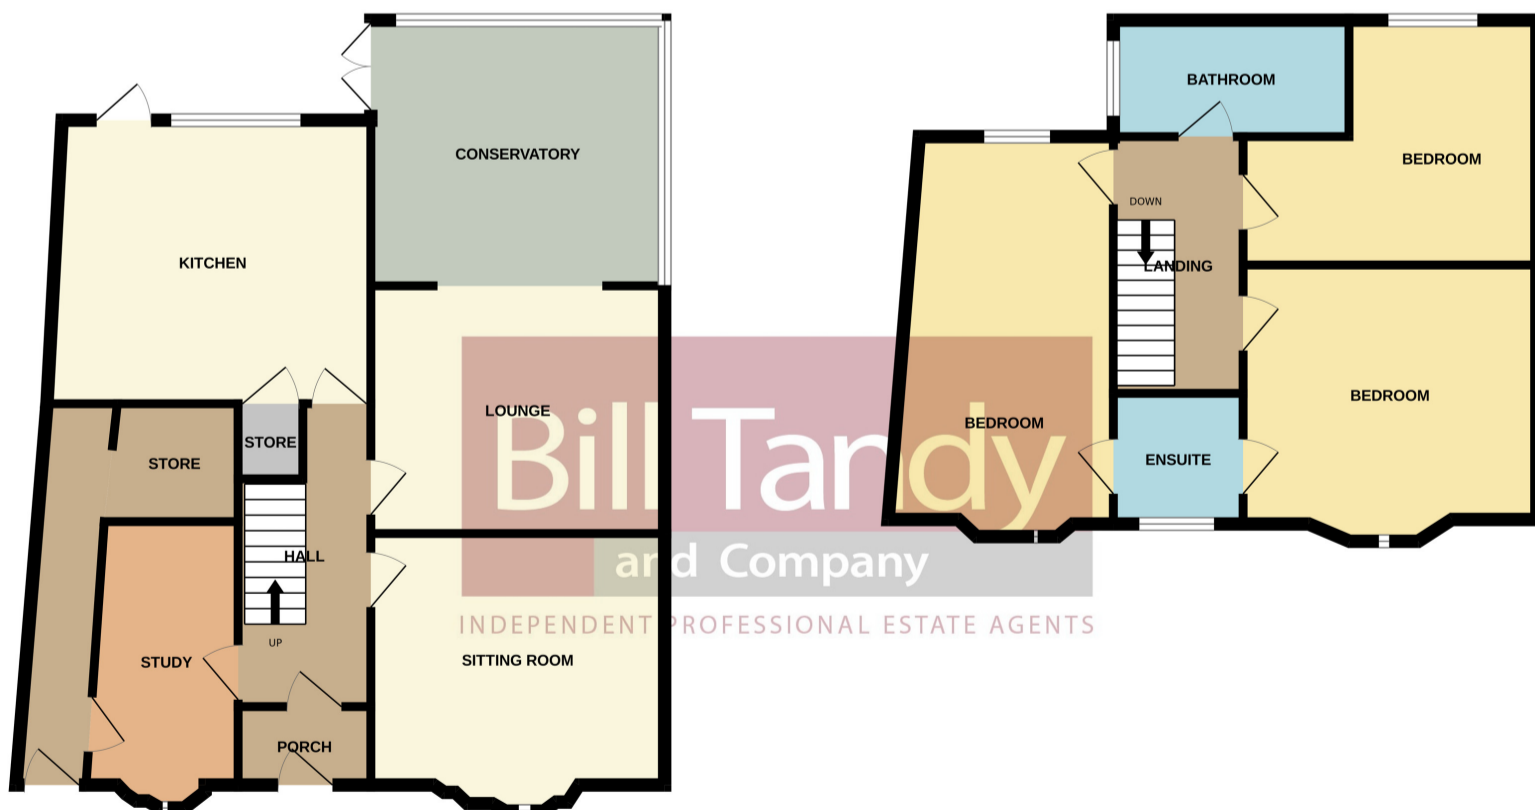 CONSERVATORY
KITCHEN
LOUNGE
STORE
STORE
HALL
UP
STUDY
SITTING ROOM
PORCH
BATHROOM
BEDROOM
DOWN
LANDING
BEDROOM
BEDROOM
ENSUITE
Bill Tandy
and Company
INDEPENDENT PROFESSIONAL ESTATE AGENTS